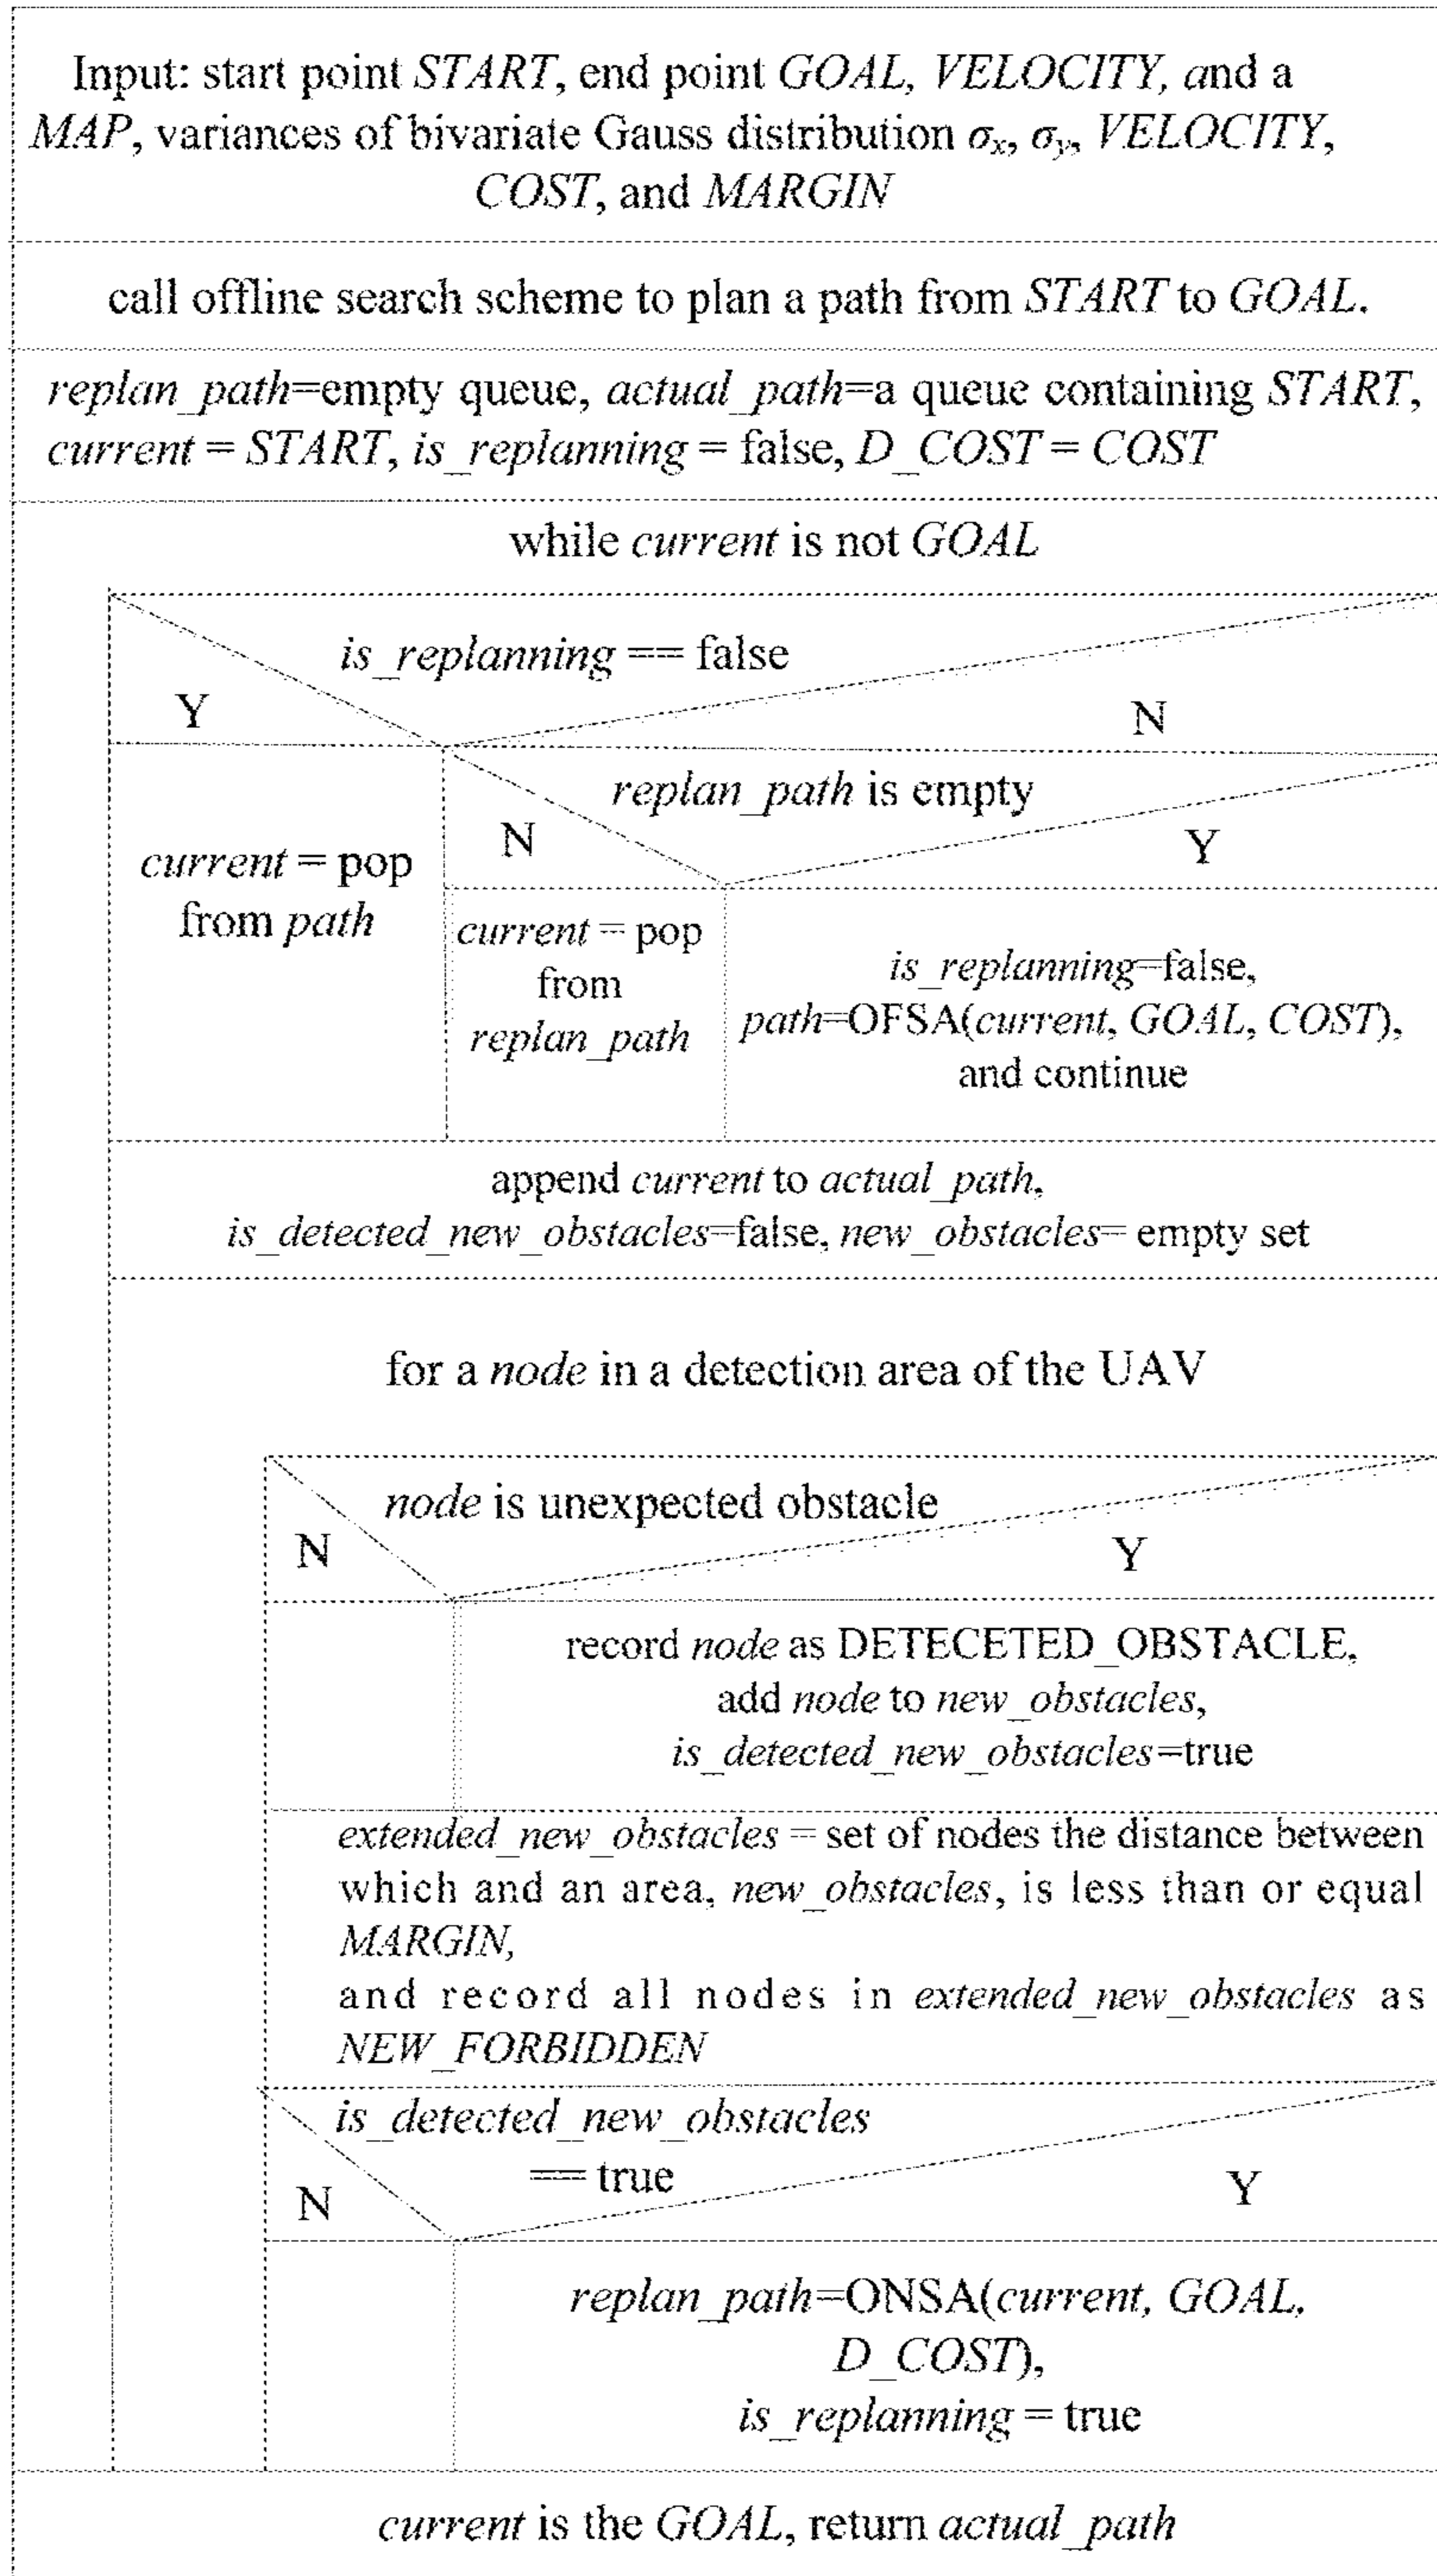 Input: start point START, end point GOAL, VELOCITY, and a
MAP, variances of bivariate Gauss distribution σx, σy, VELOCITY,
COST, and MARGIN
call offline search scheme to plan a path from START to GOAL.
replan_path=empty queue, actual_path=a queue containing START,
current = START, is_replanning = false, D_COST = COST
while current is not GOAL
is_replanning == false
Y
N
replan_path is empty
N
Y
current = pop
from path
current = pop
from
replan_path
is_replanning=false,
path=OFSA(current, GOAL, COST),
and continue
append current to actual_path,
is_detected_new_obstacles=false, new_obstacles= empty set
for a node in a detection area of the UAV
node is unexpected obstacle
N
Y
record node as DETECETED_OBSTACLE,
add node to new_obstacles,
is_detected_new_obstacles=true
extended_new_obstacles = set of nodes the distance between
which and an area, new_obstacles, is less than or equal
MARGIN,
and record all nodes in extended_new_obstacles as
NEW_FORBIDDEN
is_detected_new_obstacles
== true
N
Y
replan_path=ONSA(current, GOAL,
D_COST),
is_replanning = true
current is the GOAL, return actual_path